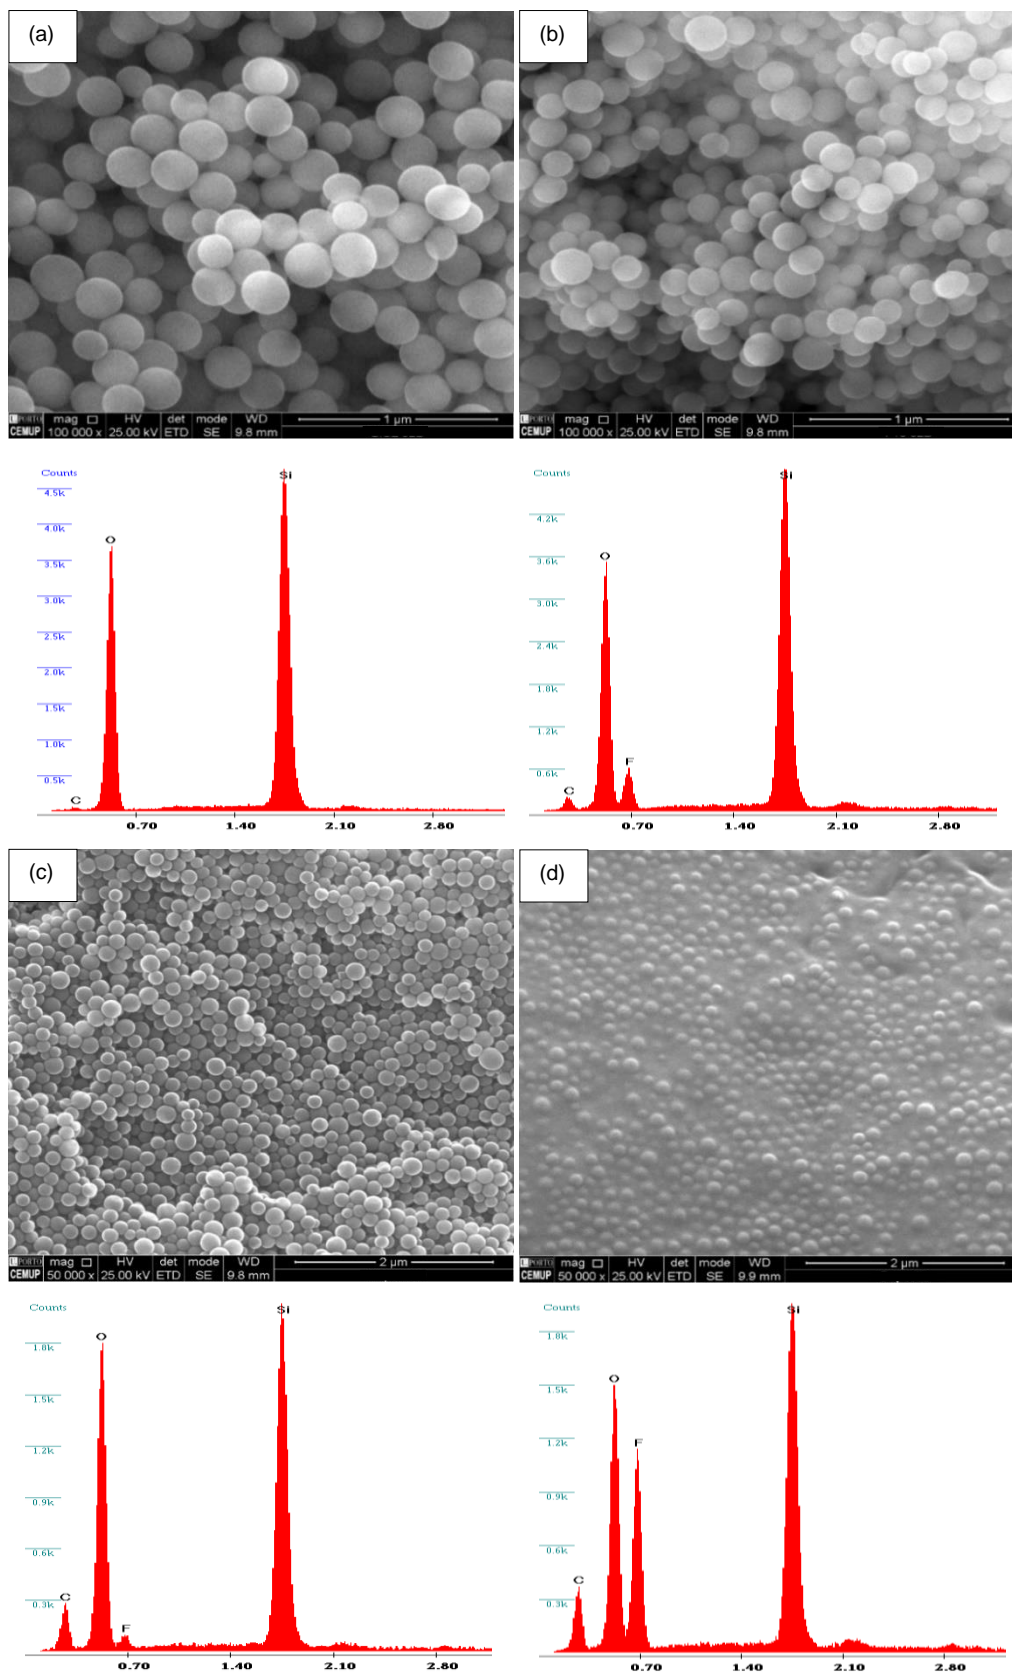 (a)
(b)
U.PORTO mag HV det mode WD 1 µm
CEMUP 100 000 x 25.00 kV ETD SE 9.8 mm
U.PORTO mag HV det mode WD 1 µm
CEMUP 100 000 x 25.00 kV ETD SE 9.8 mm
Counts
Si
4.5k
4.0k
O
3.5k
3.0k
2.5k
2.0k
1.5k
1.0k
0.5k
C
0.70 1.40 2.10 2.80
Counts
Si
4.2k
3.6k
O
3.0k
2.4k
1.8k
1.2k
0.6k
F
C
0.70 1.40 2.10 2.80
(c)
(d)
U.PORTO mag HV det mode WD 2 µm
CEMUP 50 000 x 25.00 kV ETD SE 9.8 mm
U.PORTO mag HV det mode WD 2 µm
CEMUP 50 000 x 25.00 kV ETD SE 9.9 mm
Counts
Si
O
1.8k
1.5k
1.2k
0.9k
0.6k
0.3k
C
F
0.70 1.40 2.10 2.80
Counts
Si
1.8k
O
1.5k
F
1.2k
0.9k
0.6k
C
0.3k
0.70 1.40 2.10 2.80